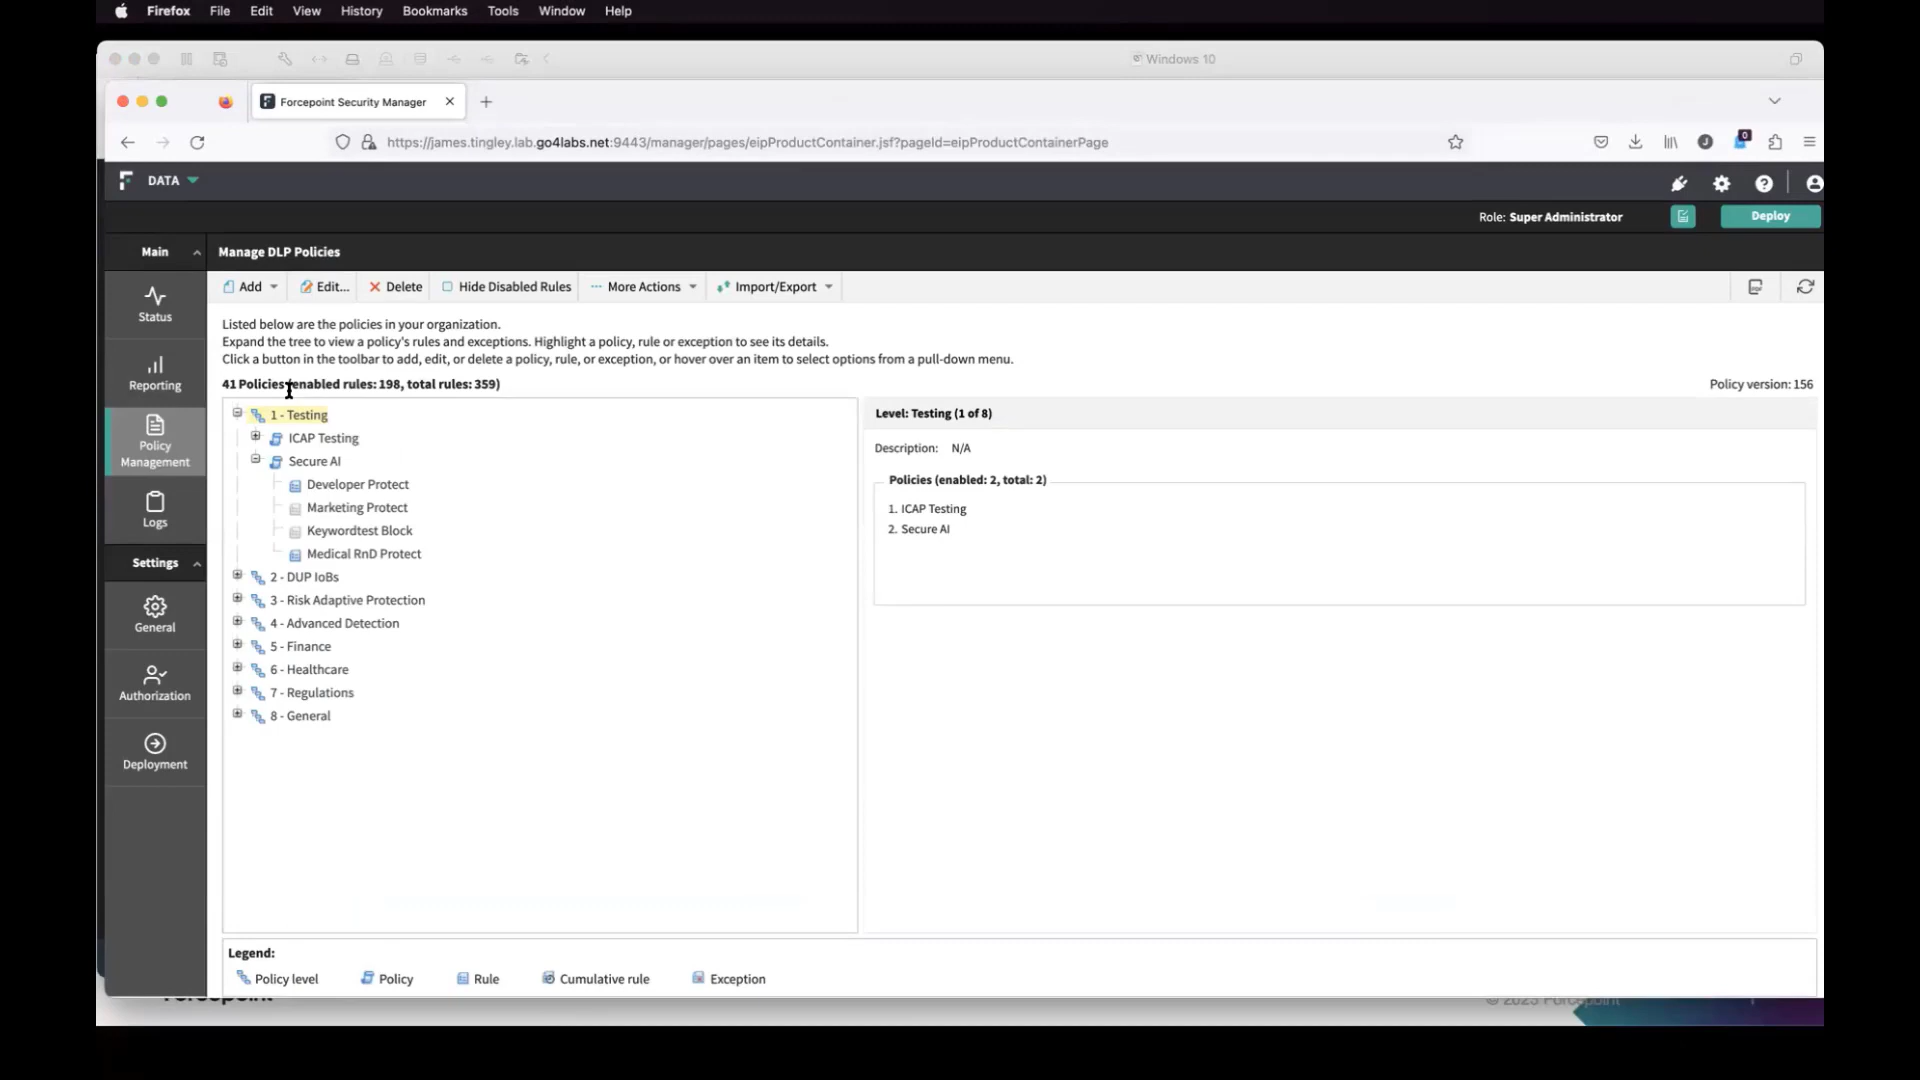 Firefox File Edit View History Bookmarks Tools Window Help
Windows 10
Forcepoint Security Manager
https://james.tingley.lab.go4labs.net:9443/manager/pages/eipProductContainer.jsf?pageId=eipProductContainerPage
J
0
DATA
Role: Super Administrator
Deploy
Main
Manage DLP Policies
Add Edit... Delete Hide Disabled Rules More Actions Import/Export
Status
Reporting
Policy
Management
Logs
Settings
General
Authorization
Deployment
Listed below are the policies in your organization.
Expand the tree to view a policy's rules and exceptions. Highlight a policy, rule or exception to see its details.
Click a button in the toolbar to add, edit, or delete a policy, rule, or exception, or hover over an item to select options from a pull-down menu.
41 Policies (enabled rules: 198, total rules: 359)
Policy version: 156
1 - Testing
ICAP Testing
Secure AI
Developer Protect
Marketing Protect
Keywordtest Block
Medical RnD Protect
2 - DUP IoBs
3 - Risk Adaptive Protection
4 - Advanced Detection
5 - Finance
6 - Healthcare
7 - Regulations
8 - General
Level: Testing (1 of 8)
Description: N/A
Policies (enabled: 2, total: 2)
1. ICAP Testing
2. Secure AI
Legend:
Policy level Policy Rule Cumulative rule Exception
Forcepoint
© 2023 Forcepoint